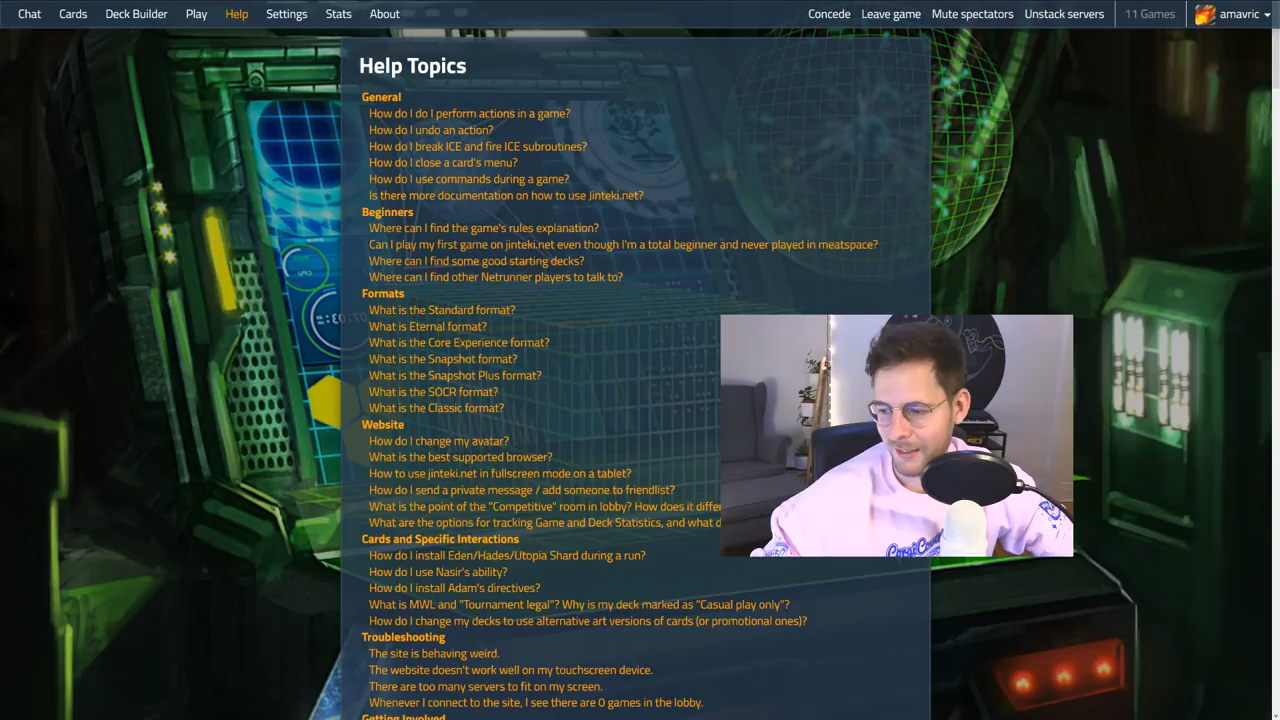 Chat Cards Deck Builder Play Help Settings Stats About Concede Leave game Mute spectators Unstack servers 11 Games amavric
Help Topics
General
How do I do I perform actions in a game?
How do I undo an action?
How do I break ICE and fire ICE subroutines?
How do I close a card's menu?
How do I use commands during a game?
Is there more documentation on how to use Jinteki.net?
Beginners
Where can I find the game's rules explanation?
Can I play my first game on jinteki.net even though I'm a total beginner and never played in meatspace?
Where can I find some good starting decks?
Where can I find other Netrunner players to talk to?
Formats
What is the Standard format?
What is Eternal format?
What is the Core Experience format?
What is the Snapshot format?
What is the Snapshot Plus format?
What is the SOCR format?
What is the Classic format?
Website
How do I change my avatar?
What is the best supported browser?
How to use jinteki.net in fullscreen mode on a tablet?
How do I send a private message / add someone to friendlist?
What is the point of the "Competitive" room in lobby? How does it differ
What are the options for tracking Game and Deck Statistics, and what d
Cards and Specific Interactions
How do I install Eden/Hades/Utopia Shard during a run?
How do I use Nasir's ability?
How do I install Adam's directives?
What is MWL and "Tournament legal"? Why is my deck marked as "Casual play only"?
How do I change my decks to use alternative art versions of cards (or promotional ones)?
Troubleshooting
The site is behaving weird.
The website doesn't work well on my touchscreen device.
There are too many servers to fit on my screen.
Whenever I connect to the site, I see there are 0 games in the lobby.
Getting Involved